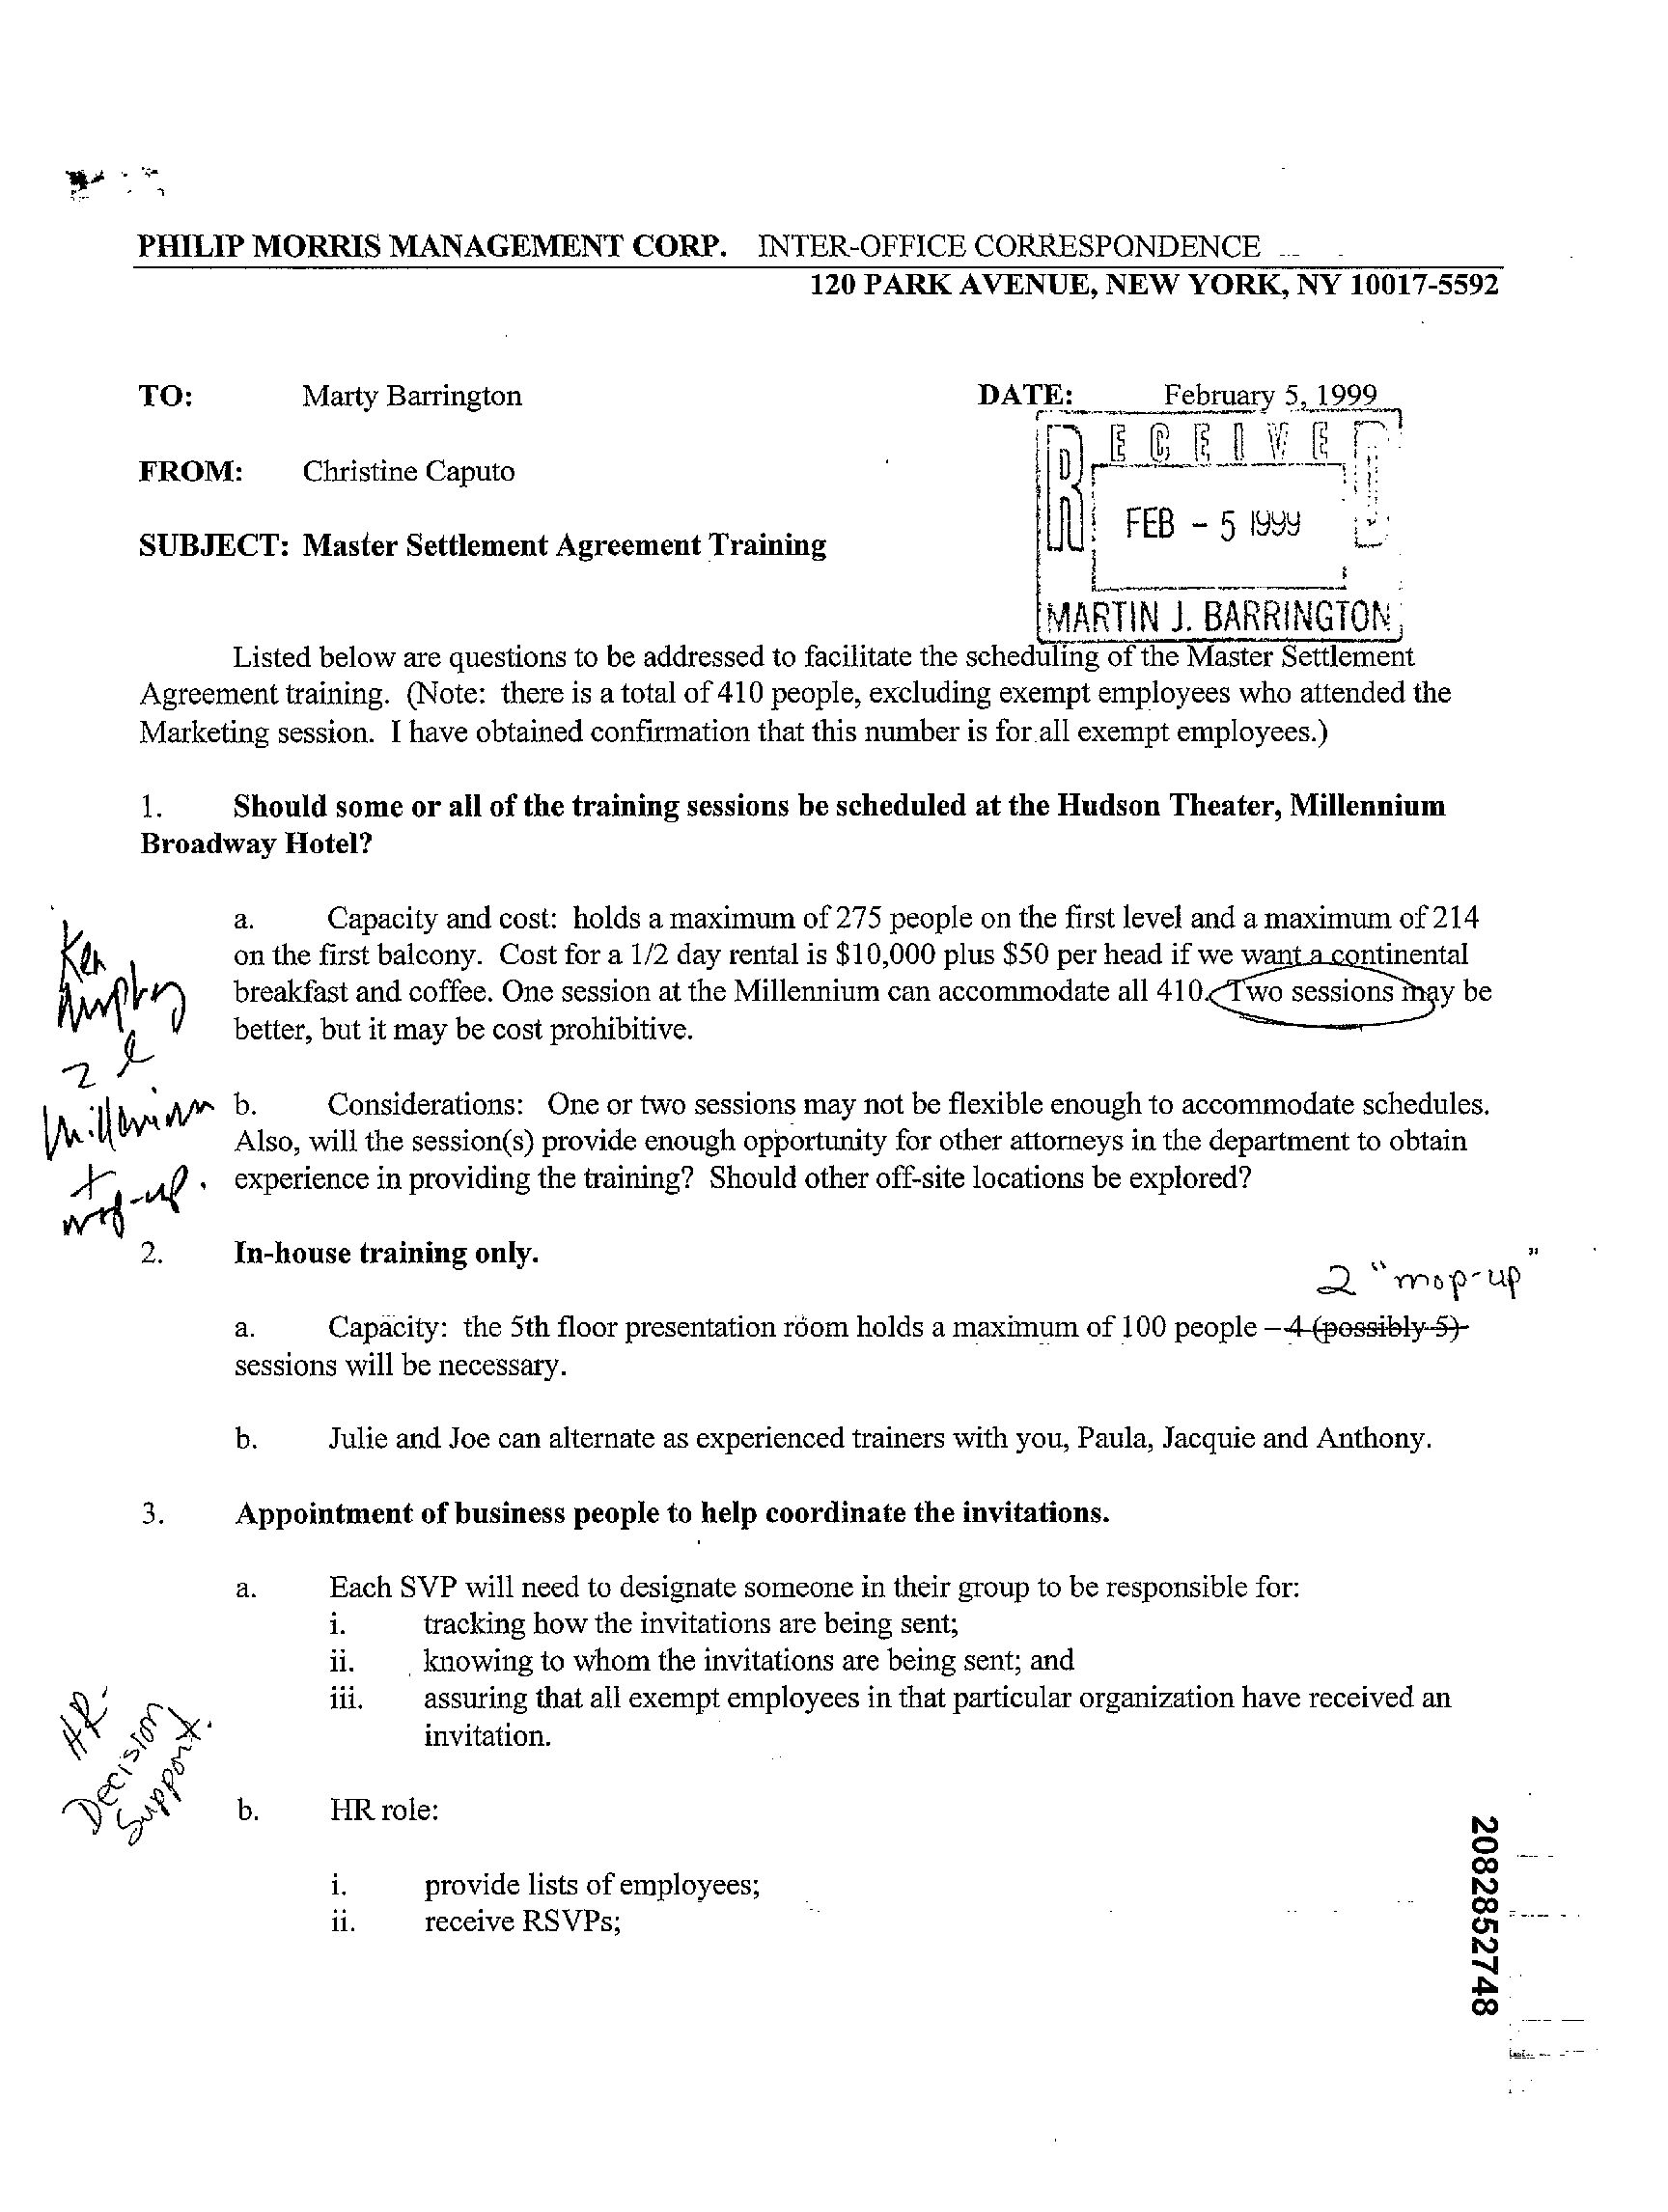 PHILIP MORRIS MANAGEMENT CORP. INTER-OFFICE CORRESPONDENCE
120 PARK AVENUE, NEW YORK, NY 10017-5592
TO: Marty Barrington DATE: February 5, 1999
RECEIVED
FROM: Christine Caputo
FEB - 5 1999
SUBJECT: Master Settlement Agreement Training
MARTIN J. BARRINGTON
Listed below are questions to be addressed to facilitate the scheduling of the Master Settlement
Agreement training. (Note: there is a total of 410 people, excluding exempt employees who attended the
Marketing session. I have obtained confirmation that this number is for all exempt employees.)
1. Should some or all of the training sessions be scheduled at the Hudson Theater, Millennium
Broadway Hotel?
a. Capacity and cost: holds a maximum of 275 people on the first level and a maximum of 214
on the first balcony. Cost for a 1/2 day rental is $10,000 plus $50 per head if we want a continental
breakfast and coffee. One session at the Millennium can accommodate all 410. Two sessions may be
better, but it may be cost prohibitive.
Ken
2
Millennium
+
mop-up.
b. Considerations: One or two sessions may not be flexible enough to accommodate schedules.
Also, will the session(s) provide enough opportunity for other attorneys in the department to obtain
experience in providing the training? Should other off-site locations be explored?
2. In-house training only.
2 "mop-up"
a. Capacity: the 5th floor presentation room holds a maximum of 100 people – 4 (possibly 5)
sessions will be necessary.
b. Julie and Joe can alternate as experienced trainers with you, Paula, Jacquie and Anthony.
3. Appointment of business people to help coordinate the invitations.
a. Each SVP will need to designate someone in their group to be responsible for:
i. tracking how the invitations are being sent;
ii. knowing to whom the invitations are being sent; and
iii. assuring that all exempt employees in that particular organization have received an
invitation.
HR:
Decision
Support.
b. HR role:
i. provide lists of employees;
ii. receive RSVPs;
2082852748